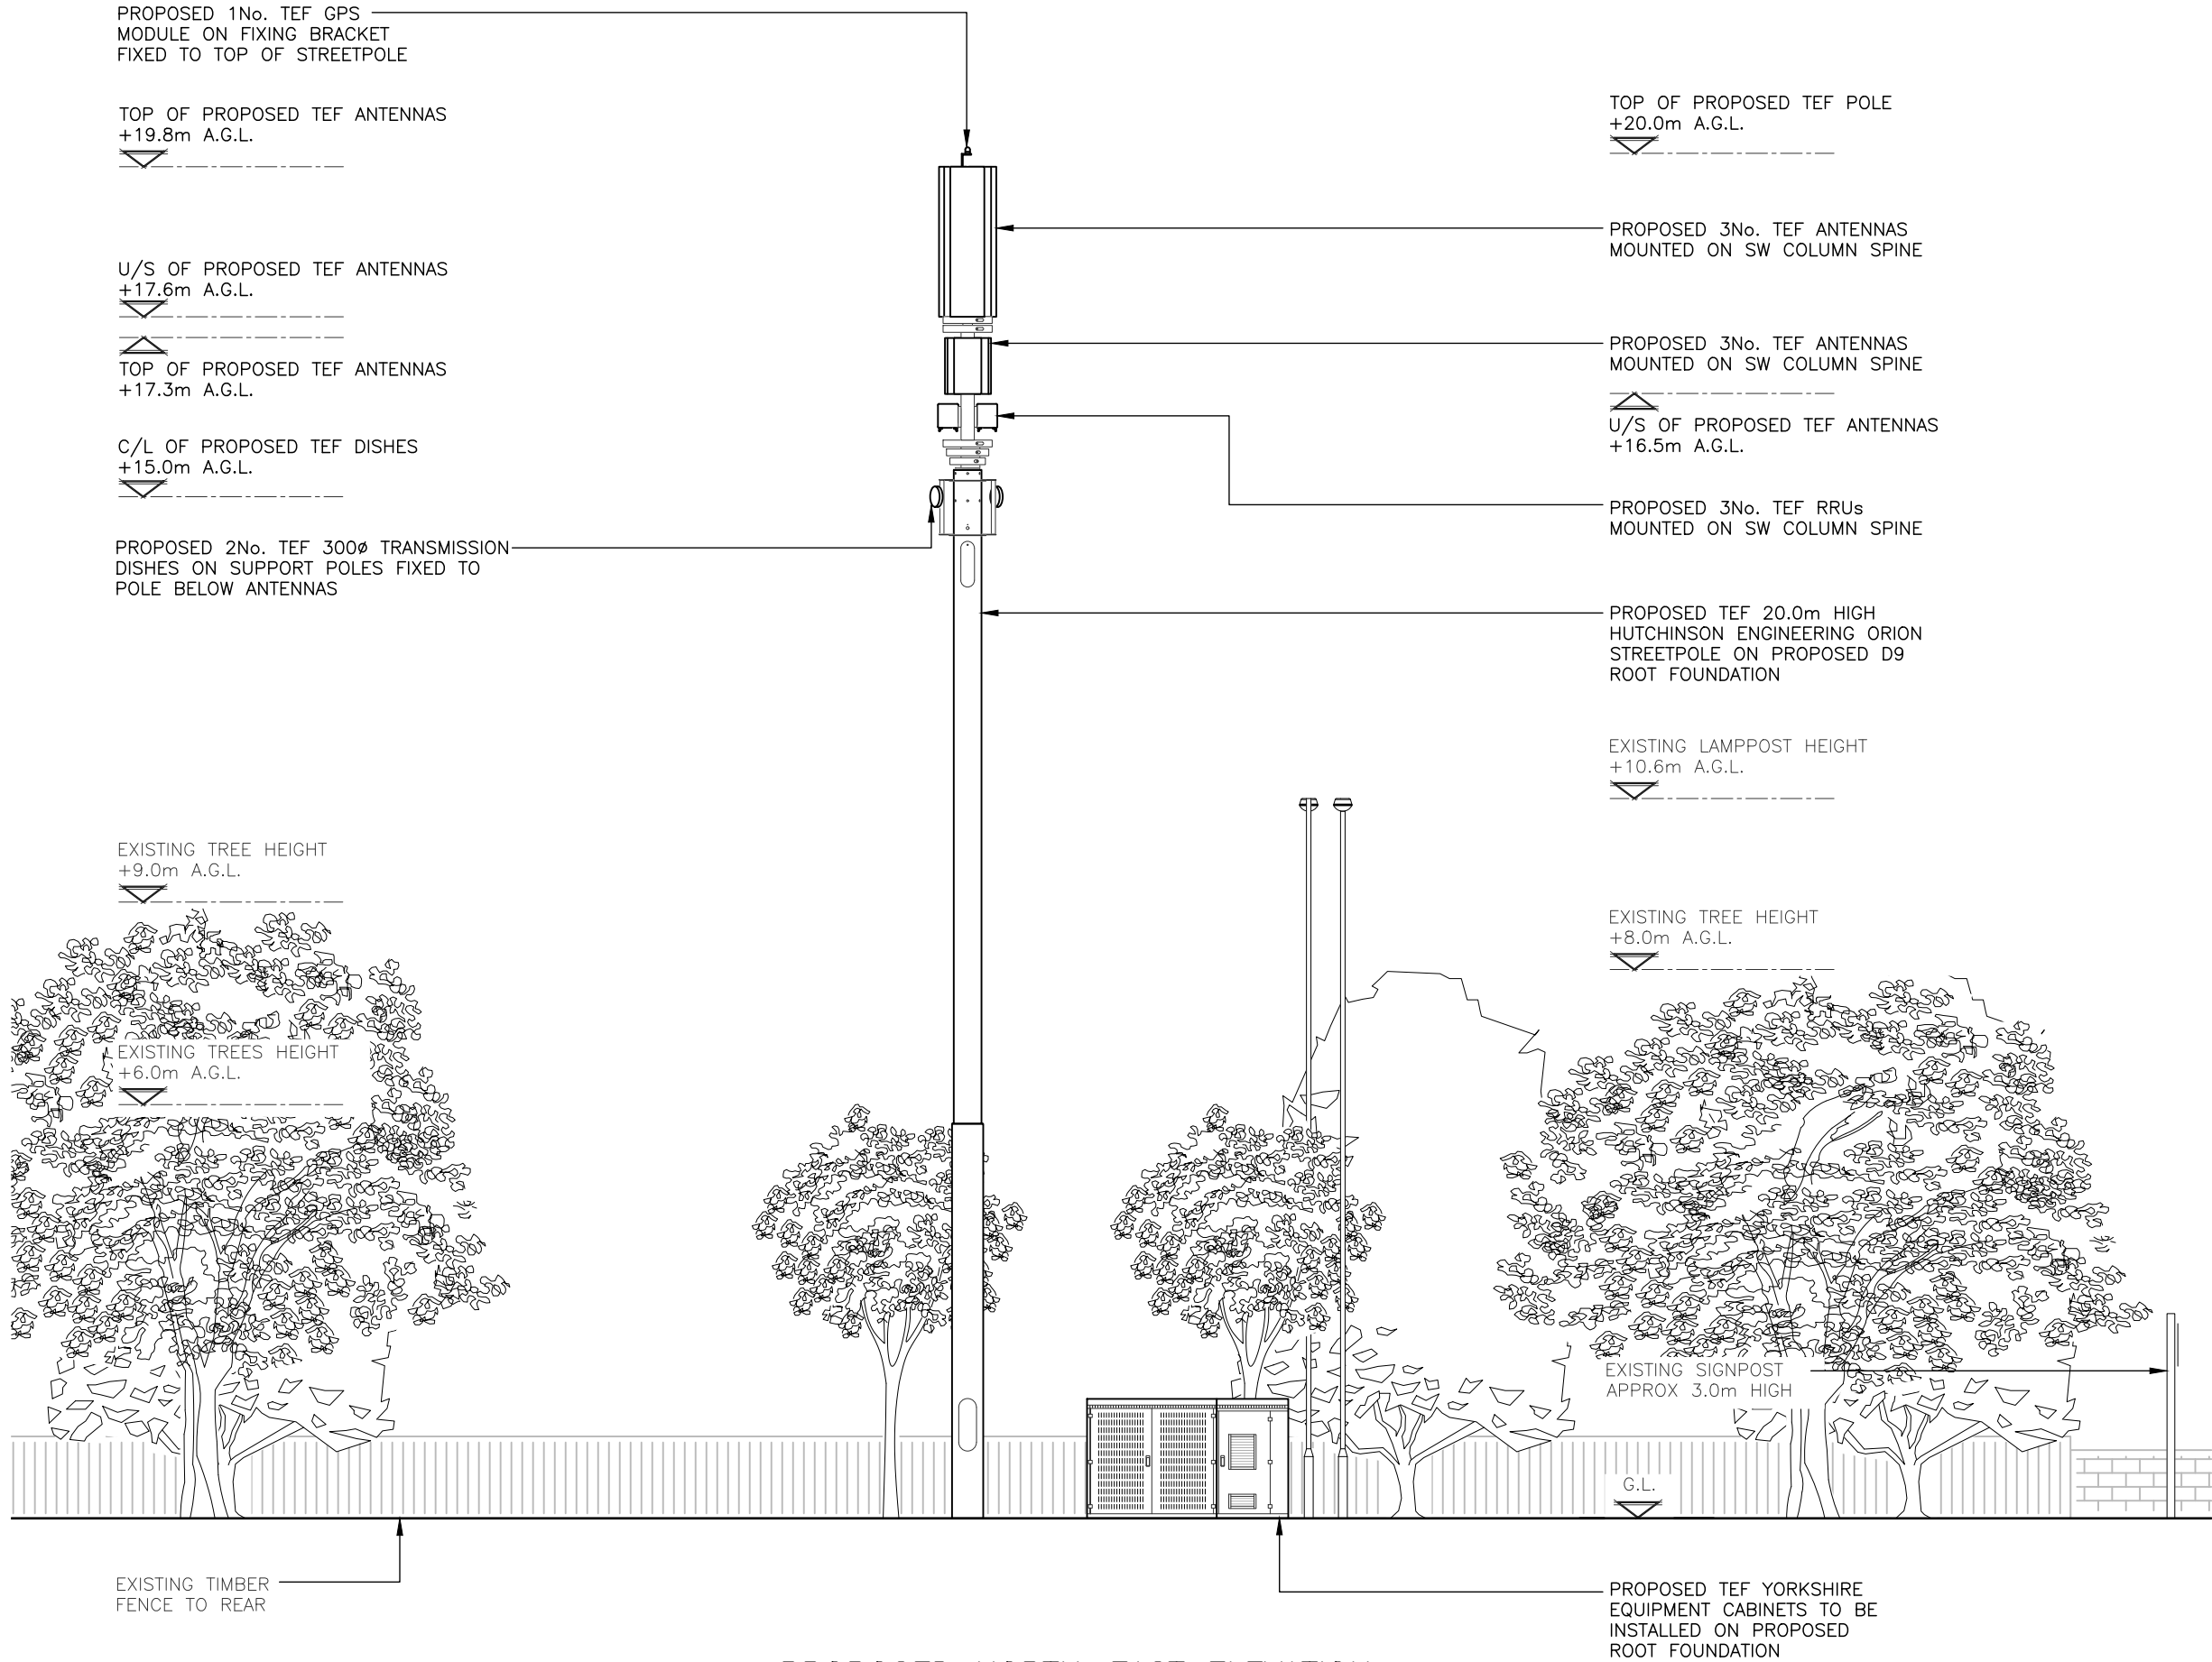 PROPOSED 1No. TEF GPS
MODULE ON FIXING BRACKET
FIXED TO TOP OF STREETPOLE
TOP OF PROPOSED TEF ANTENNAS
+19.8m A.G.L.
U/S OF PROPOSED TEF ANTENNAS
+17.6m A.G.L.
TOP OF PROPOSED TEF ANTENNAS
+17.3m A.G.L.
C/L OF PROPOSED TEF DISHES
+15.0m A.G.L.
PROPOSED 2No. TEF 300ø TRANSMISSION
DISHES ON SUPPORT POLES FIXED TO
POLE BELOW ANTENNAS
EXISTING TREE HEIGHT
+9.0m A.G.L.
EXISTING TREES HEIGHT
+6.0m A.G.L.
EXISTING TIMBER
FENCE TO REAR
TOP OF PROPOSED TEF POLE
+20.0m A.G.L.
PROPOSED 3No. TEF ANTENNAS
MOUNTED ON SW COLUMN SPINE
PROPOSED 3No. TEF ANTENNAS
MOUNTED ON SW COLUMN SPINE
U/S OF PROPOSED TEF ANTENNAS
+16.5m A.G.L.
PROPOSED 3No. TEF RRUs
MOUNTED ON SW COLUMN SPINE
PROPOSED TEF 20.0m HIGH
HUTCHINSON ENGINEERING ORION
STREETPOLE ON PROPOSED D9
ROOT FOUNDATION
EXISTING LAMPPOST HEIGHT
+10.6m A.G.L.
EXISTING TREE HEIGHT
+8.0m A.G.L.
EXISTING SIGNPOST
APPROX 3.0m HIGH
G.L.
PROPOSED TEF YORKSHIRE
EQUIPMENT CABINETS TO BE
INSTALLED ON PROPOSED
ROOT FOUNDATION